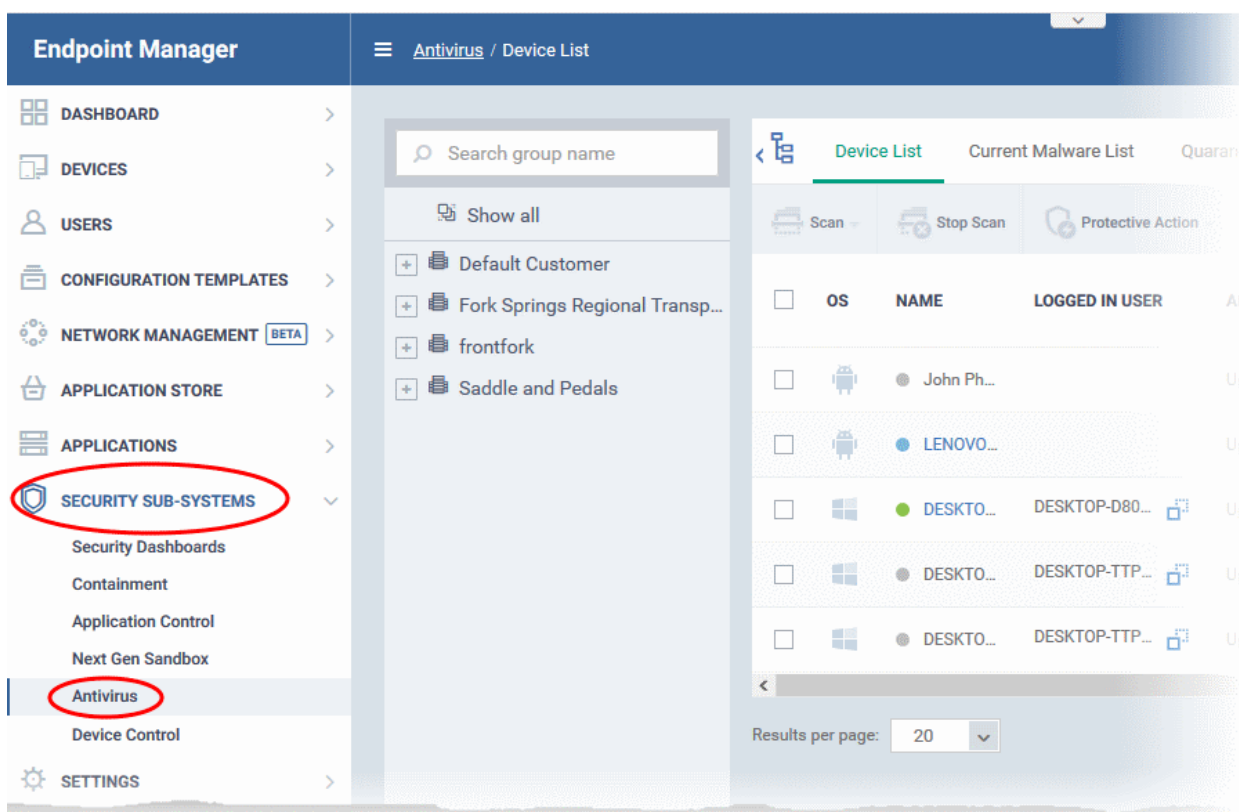 Endpoint Manager
Antivirus / Device List
DASHBOARD
DEVICES
USERS
CONFIGURATION TEMPLATES
NETWORK MANAGEMENT BETA
APPLICATION STORE
APPLICATIONS
SECURITY SUB-SYSTEMS
Security Dashboards
Containment
Application Control
Next Gen Sandbox
Antivirus
Device Control
SETTINGS
Search group name
Show all
Default Customer
Fork Springs Regional Transp...
frontfork
Saddle and Pedals
Device List Current Malware List
Scan Stop Scan Protective Action
OS NAME LOGGED IN USER
John Ph...
LENOVO...
DESKTO... DESKTOP-D80...
DESKTO... DESKTOP-TTP...
DESKTO... DESKTOP-TTP...
Results per page: 20